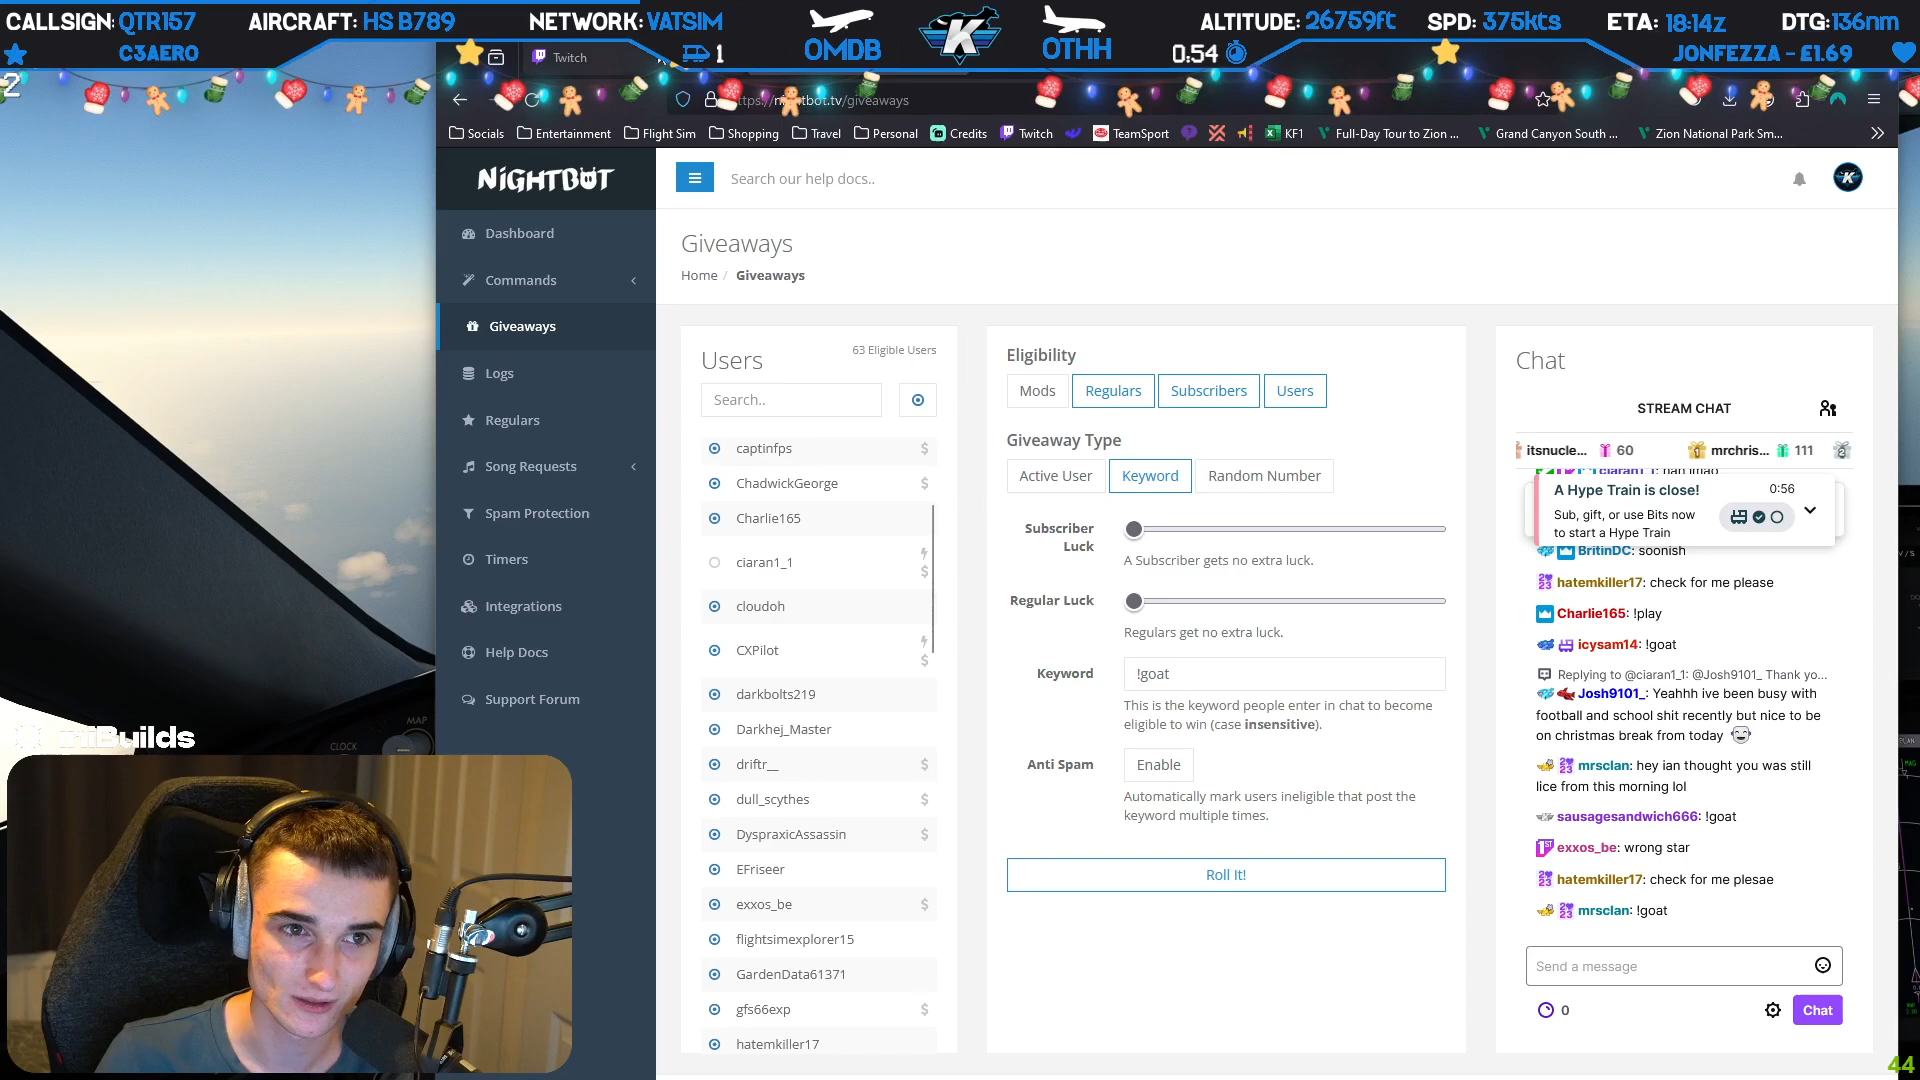 CALLSIGN: QTR157
AIRCRAFT: HS B789
NETWORK: VATSIM
K
ALTITUDE: 26759ft
SPD: 375kts
ETA: 18:14z
DTG:136nm
C3AERO
1
OMDB
OTHH
0:54
JONFEZZA - £1.69
2
Twitch
nightbot.tv/giveaways
Socials
Entertainment
Flight Sim
Shopping
Travel
Personal
Credits
Twitch
TeamSport
KF1
Full-Day Tour to Zion ...
Grand Canyon South ...
Zion National Park Sm...
NIGHTBOT
Search our help docs..
K
Dashboard
Commands
Giveaways
Logs
Regulars
Song Requests
Spam Protection
Timers
Integrations
Help Docs
Support Forum
Giveaways
Home / Giveaways
Users
63 Eligible Users
Search..
captinfps
ChadwickGeorge
Charlie165
ciaran1_1
cloudoh
CXPilot
darkbolts219
Darkhej_Master
driftr__
dull_scythes
DyspraxicAssassin
EFriseer
exxos_be
flightsimexplorer15
GardenData61371
gfs66exp
hatemkiller17
Eligibility
Mods
Regulars
Subscribers
Users
Giveaway Type
Active User
Keyword
Random Number
Subscriber
Luck
A Subscriber gets no extra luck.
Regular Luck
Regulars get no extra luck.
Keyword
!goat
This is the keyword people enter in chat to become
eligible to win (case insensitive).
Anti Spam
Enable
Automatically mark users ineligible that post the
keyword multiple times.
Roll It!
Chat
STREAM CHAT
itsnucle... 60
mrchris... 111
2
A Hype Train is close!
0:56
Sub, gift, or use Bits now
to start a Hype Train
BritinDC: soonish
hatemkiller17: check for me please
Charlie165: !play
icysam14: !goat
Replying to @ciaran1_1: @Josh9101_ Thank yo...
Josh9101_: Yeahhh ive been busy with
football and school shit recently but nice to be
on christmas break from today
mrsclan: hey ian thought you was still
lice from this morning lol
sausagesandwich666: !goat
exxos_be: wrong star
hatemkiller17: check for me plesae
mrsclan: !goat
Send a message
0
Chat
MAP
CLOCK
iniBuilds
44